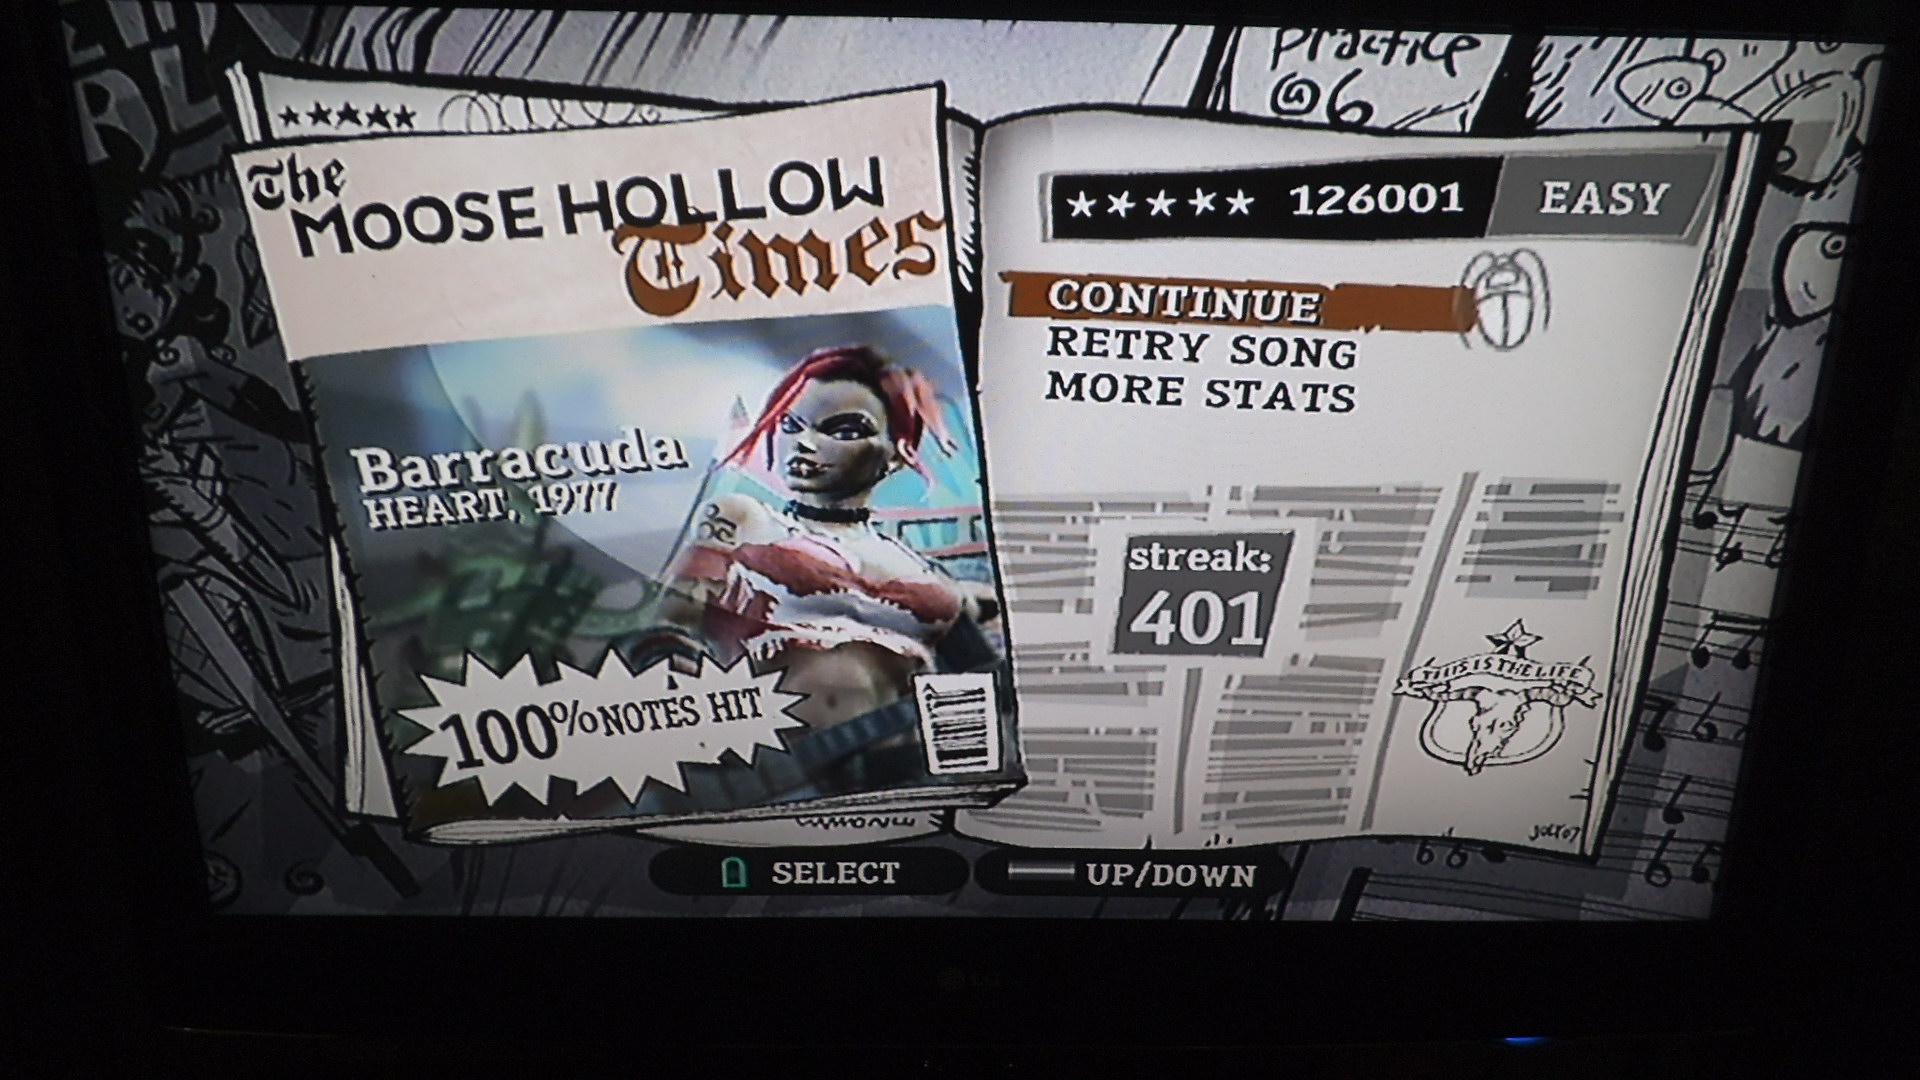 Practice
@6
The
MOOSE HOLLOW
Times
Barracuda
HEART, 1977
100% NOTES HIT
126001 EASY
CONTINUE
RETRY SONG
MORE STATS
streak:
401
THIS IS THE LIFE
SELECT UP/DOWN
LG